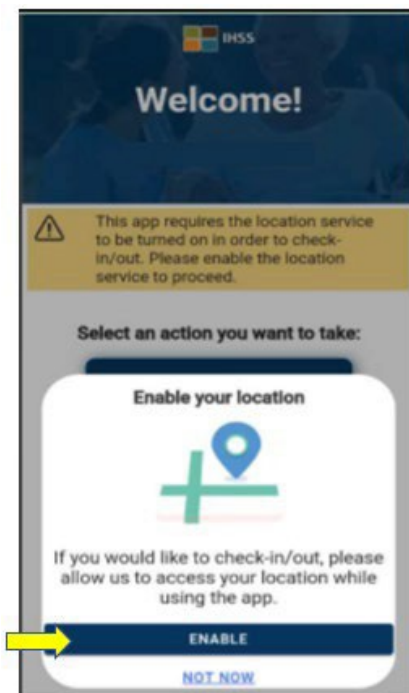 IHSS
Welcome!
This app requires the location service
to be turned on in order to check-
in/out. Please enable the location
service to proceed.
Select an action you want to take:
Enable your location
If you would like to check-in/out, please
allow us to access your location while
using the app.
ENABLE
NOT NOW